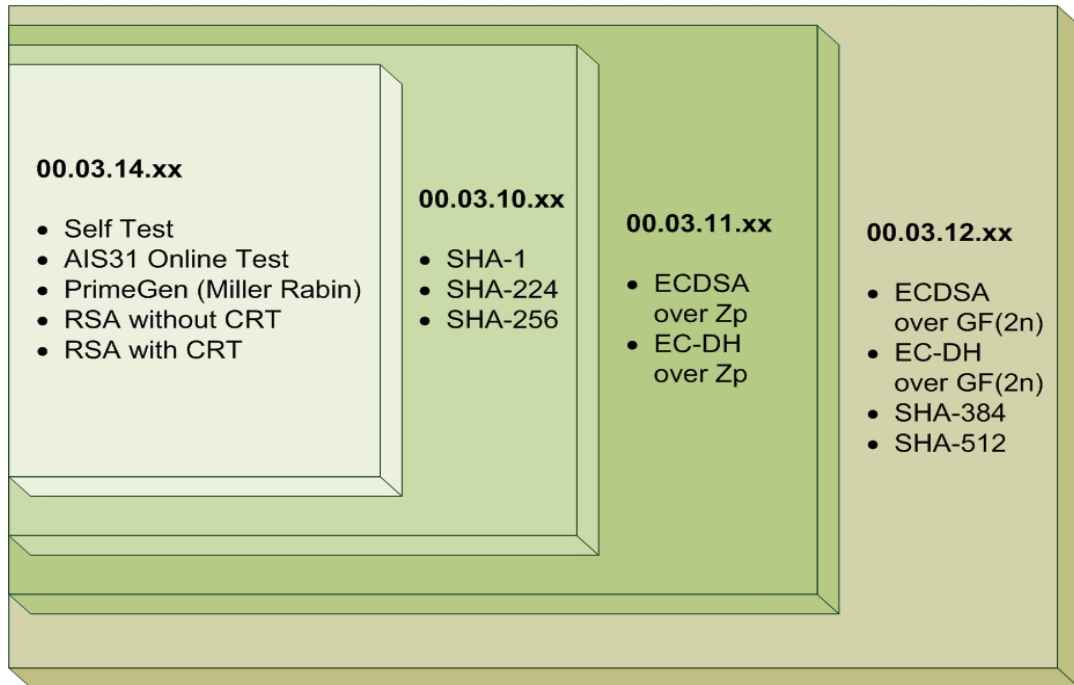 00.03.14.xx
• Self Test
• AIS31 Online Test
• PrimeGen (Miller Rabin)
• RSA without CRT
• RSA with CRT
00.03.10.xx
• SHA-1
• SHA-224
• SHA-256
00.03.11.xx
• ECDSA
over Zp
• EC-DH
over Zp
00.03.12.xx
• ECDSA
over GF(2n)
• EC-DH
over GF(2n)
• SHA-384
• SHA-512